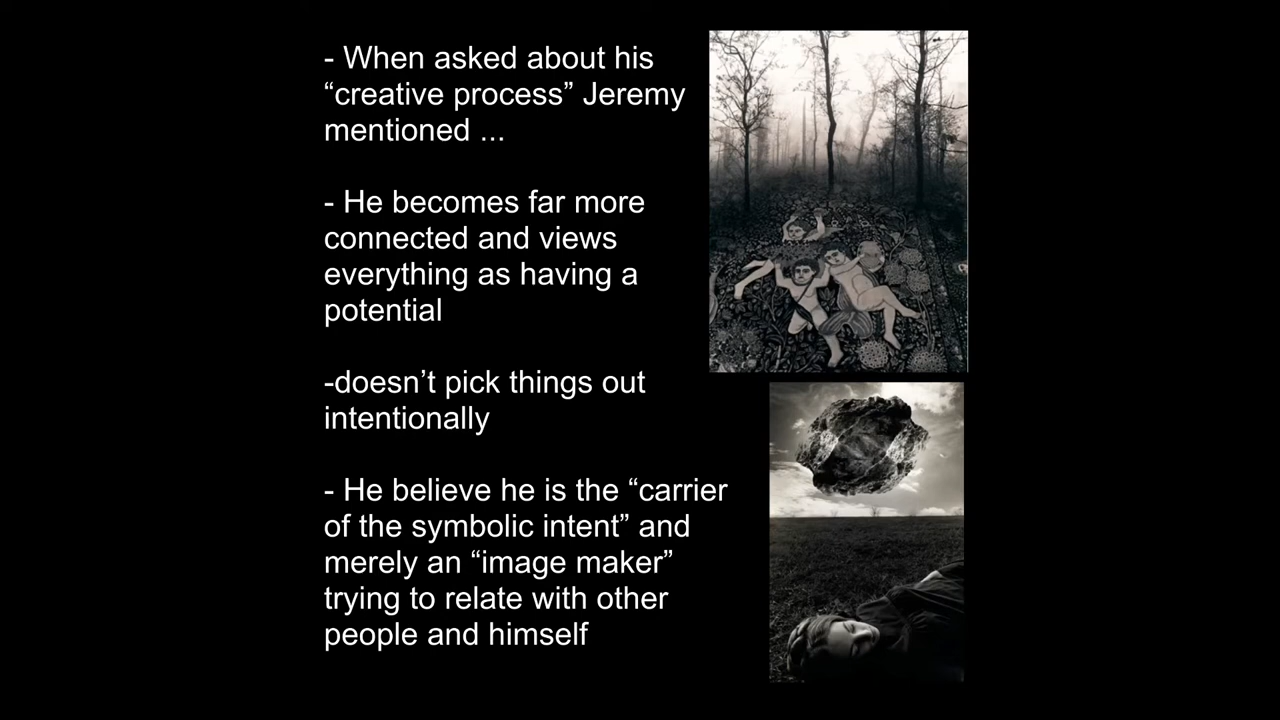 - When asked about his
“creative process” Jeremy
mentioned ...
- He becomes far more
connected and views
everything as having a
potential
-doesn’t pick things out
intentionally
- He believe he is the “carrier
of the symbolic intent” and
merely an “image maker”
trying to relate with other
people and himself